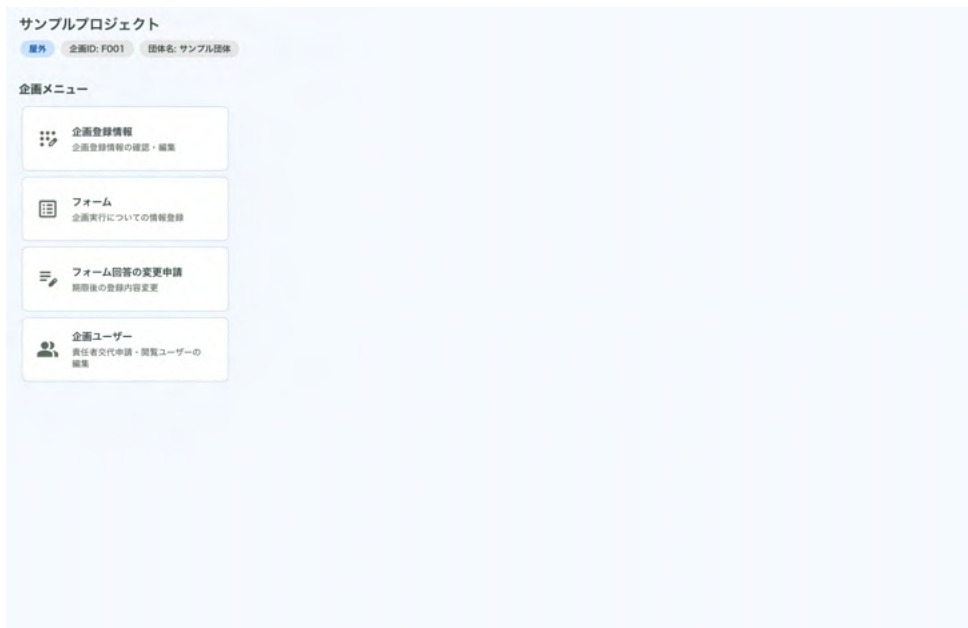 サンプルプロジェクト
屋外 企画ID: F001 団体名: サンプル団体
企画メニュー
企画登録情報
企画登録情報の確認・編集
フォーム
企画実行についての情報登録
フォーム回答の変更申請
期限後の登録内容変更
企画ユーザー
責任者交代申請・閲覧ユーザーの
編集